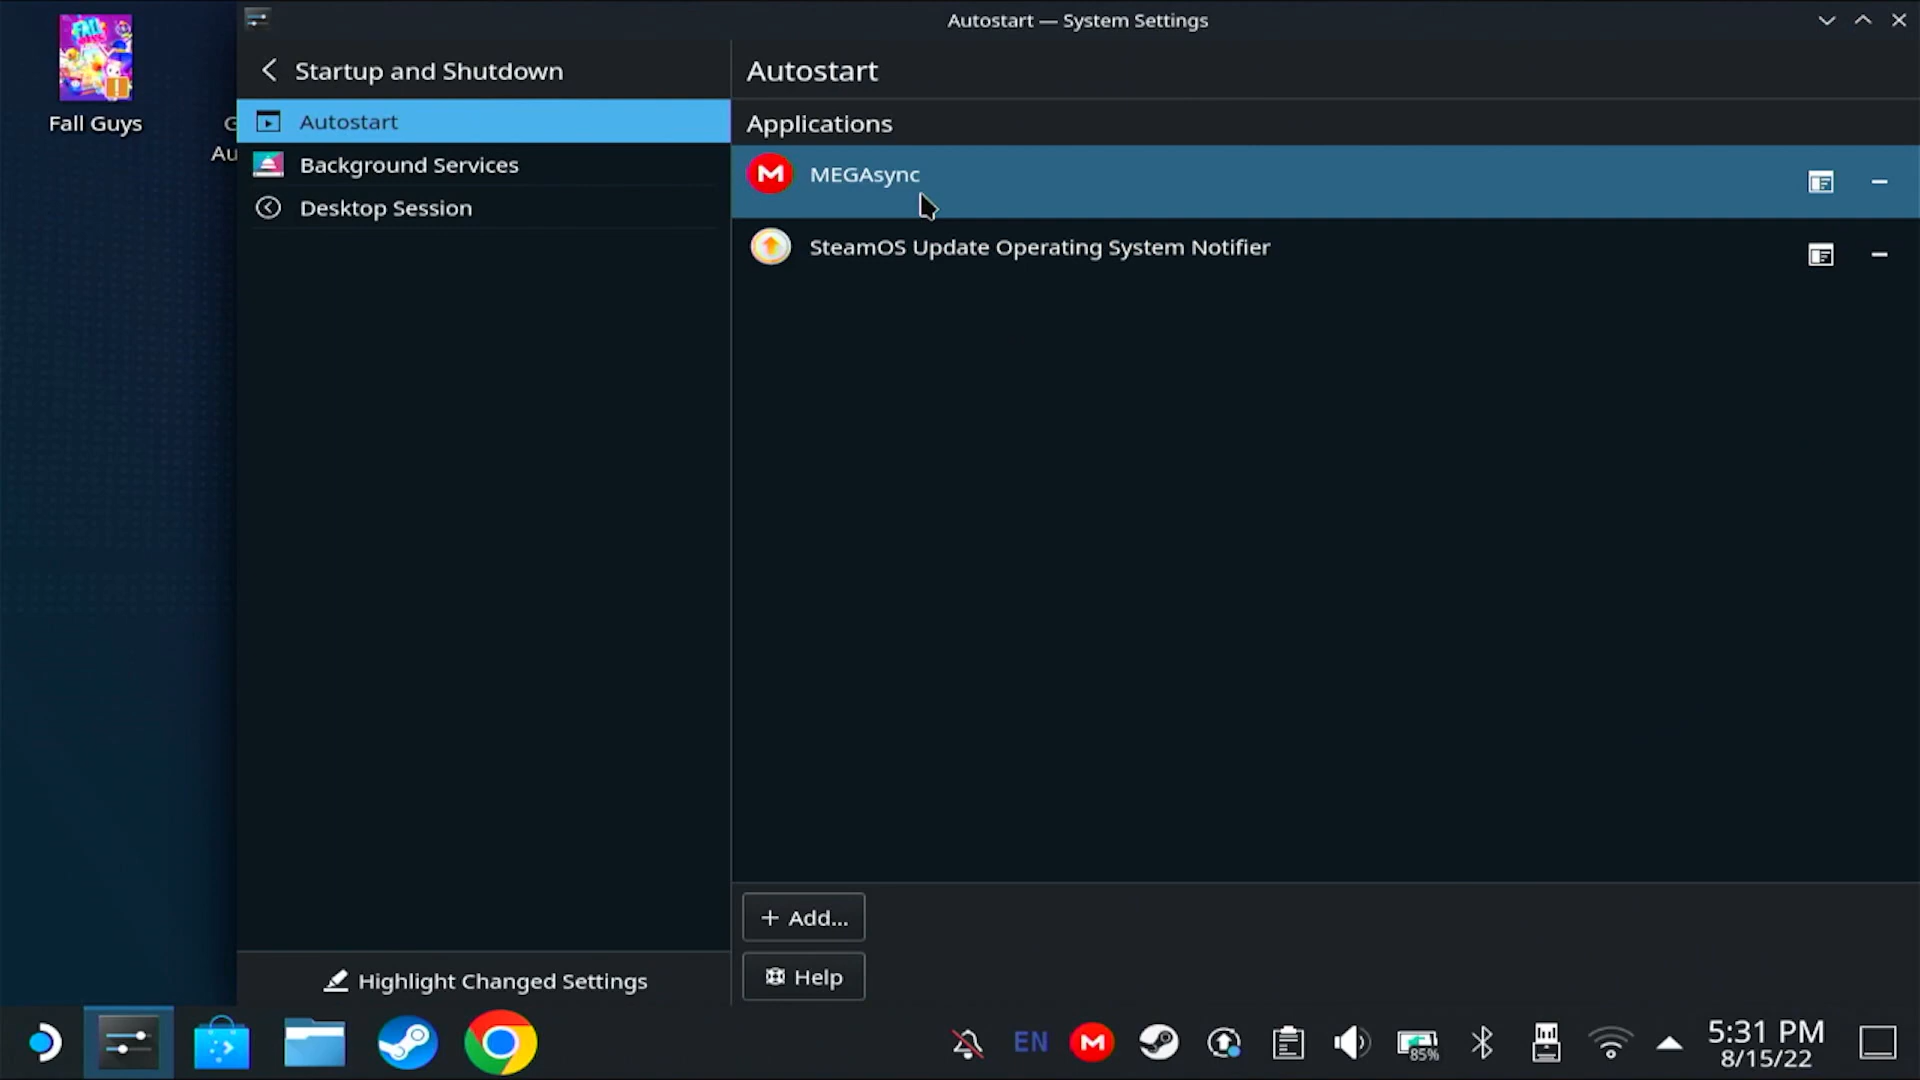 Autostart — System Settings
Fall Guys
G
Au
Startup and Shutdown
Autostart
Background Services
Desktop Session
Highlight Changed Settings
Autostart
Applications
MEGAsync
SteamOS Update Operating System Notifier
+ Add...
Help
EN
85%
5:31 PM
8/15/22